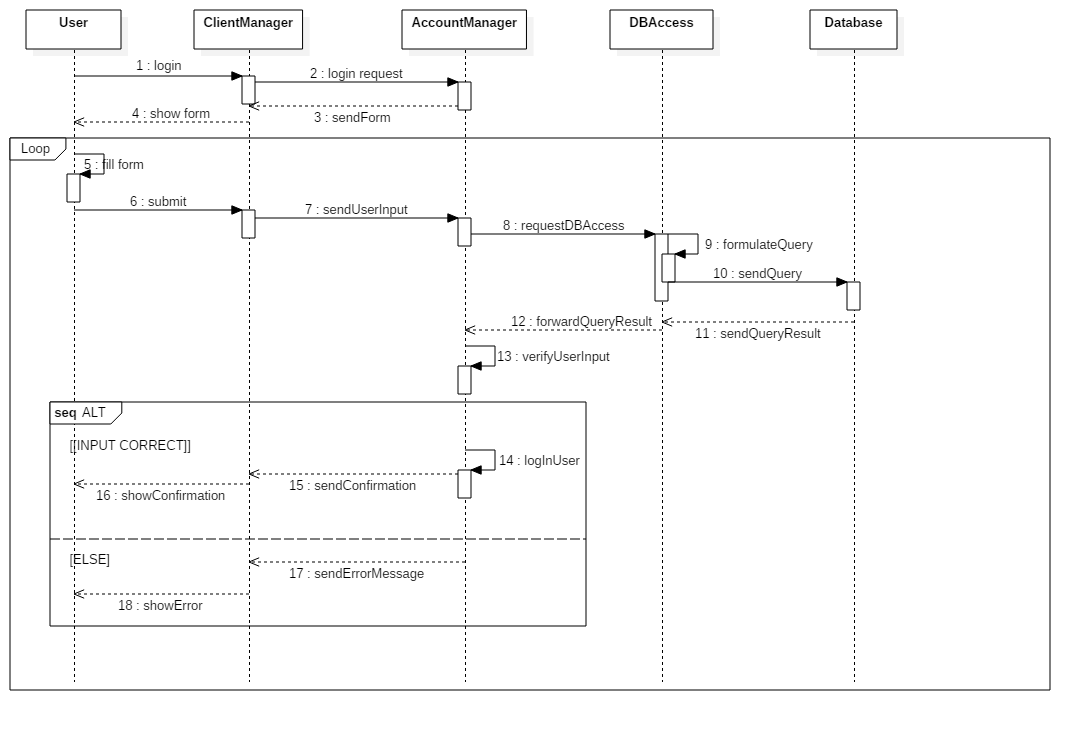 User
ClientManager
AccountManager
DBAccess
Database
1 : login
2 : login request
3 : sendForm
4 : show form
Loop
5 : fill form
6 : submit
7 : sendUserInput
8 : requestDBAccess
9 : formulateQuery
10 : sendQuery
11 : sendQueryResult
12 : forwardQueryResult
13 : verifyUserInput
seq ALT
[[INPUT CORRECT]]
14 : logInUser
15 : sendConfirmation
16 : showConfirmation
[ELSE]
17 : sendErrorMessage
18 : showError